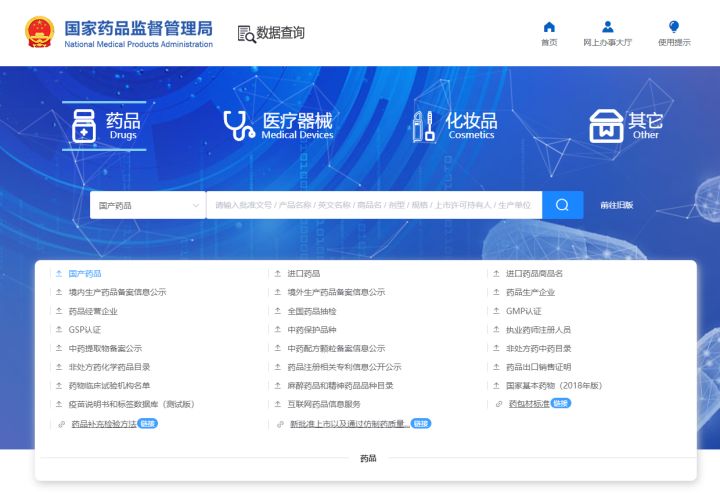 国家药品监督管理局
National Medical Products Administration
数据查询
首页 网上办事大厅 使用提示
药品 医疗器械 化妆品 其它
Drugs Medical Devices Cosmetics Other
国产药品 请输入批准文号 / 产品名称 / 英文名称 / 商品名 / 剂型 / 规格 / 上市许可持有人 / 生产单位 前往旧版
国产药品 进口药品 进口药品商品名
境内生产药品备案信息公示 境外生产药品备案信息公示 药品生产企业
药品经营企业 全国药品抽检 GMP认证
GSP认证 中药保护品种 执业药师注册人员
中药提取物备案公示 中药配方颗粒备案信息公示 非处方药中药目录
非处方药化学药品目录 药品注册相关专利信息公开公示 药品出口销售证明
药物临床试验机构名单 麻醉药品和精神药品品种目录 国家基本药物（2018年版）
疫苗说明书和标签数据库（测试版） 互联网药品信息服务 药包材标准 链接
药品补充检验方法 链接 新批准上市以及通过仿制药质量... 链接
药品